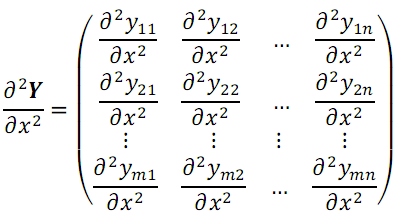 ∂²𝒀/∂x² = ( ∂²y₁₁/∂x² ∂²y₁₂/∂x² … ∂²y₁ₙ/∂x²
∂²y₂₁/∂x² ∂²y₂₂/∂x² … ∂²y₂ₙ/∂x²
⋮ ⋮ ⋮ ⋮
∂²yₘ₁/∂x² ∂²yₘ₂/∂x² … ∂²yₘₙ/∂x² )